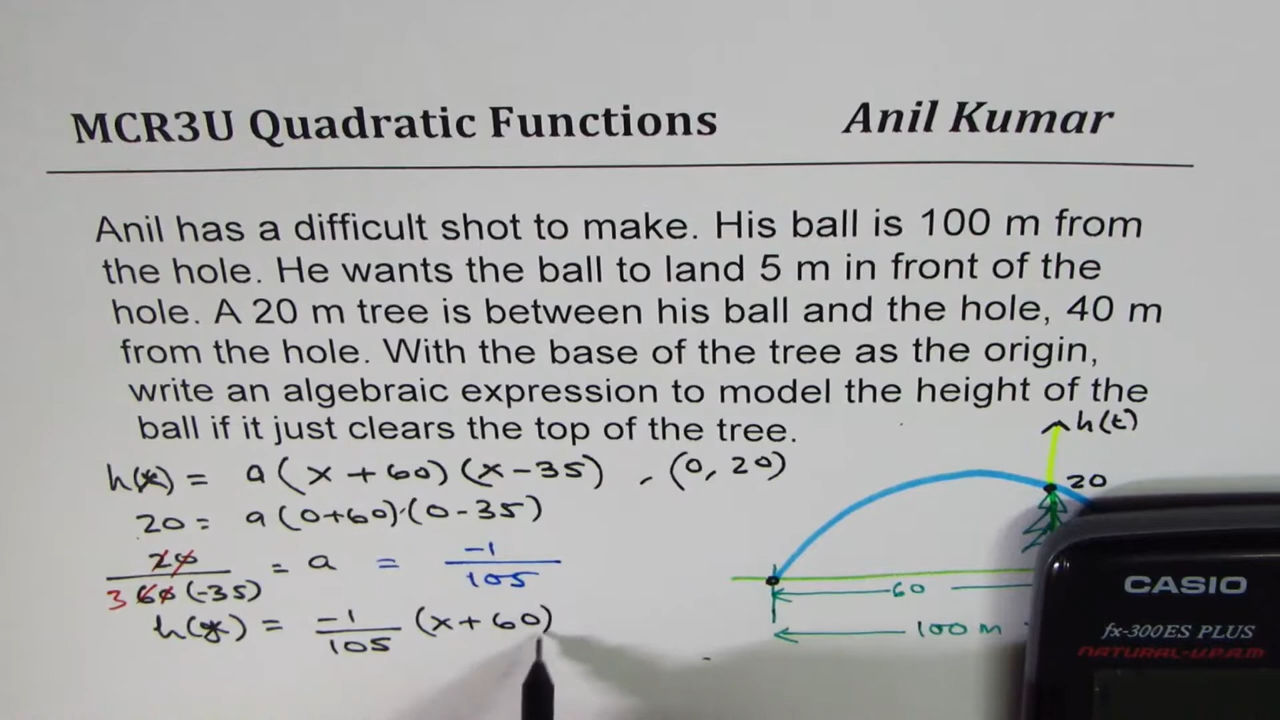 MCR3U Quadratic Functions Anil Kumar
Anil has a difficult shot to make. His ball is 100 m from
the hole. He wants the ball to land 5 m in front of the
hole. A 20 m tree is between his ball and the hole, 40 m
from the hole. With the base of the tree as the origin,
write an algebraic expression to model the height of the
ball if it just clears the top of the tree.
h(x) = a(x+60)(x-35) , (0, 20)
20 = a(0+60)·(0-35)
20 / 3 60(-35) = a = -1/105
h(x) = -1/105 (x+60)
h(t)
20
60
100 m
CASIO
fx-300ES PLUS
NATURAL-V.P.A.M